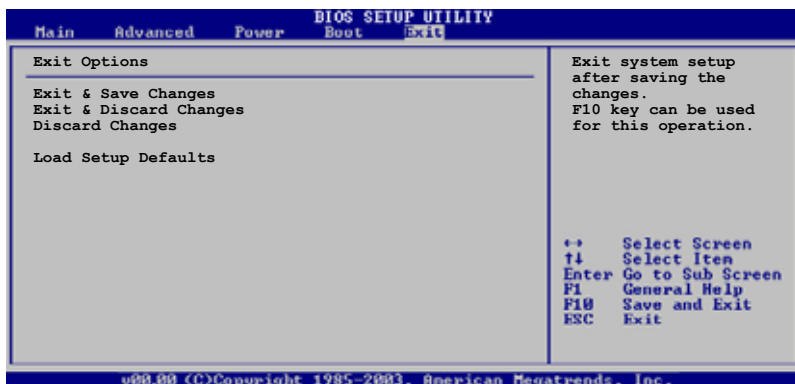 BIOS SETUP UTILITY
Main Advanced Power Boot Exit
Exit Options
Exit & Save Changes
Exit & Discard Changes
Discard Changes
Load Setup Defaults
Exit system setup
after saving the
changes.
F10 key can be used
for this operation.
↔ Select Screen
↑↓ Select Item
Enter Go to Sub Screen
F1 General Help
F10 Save and Exit
ESC Exit
v00.00 (C)Copyright 1985-2003, American Megatrends, Inc.